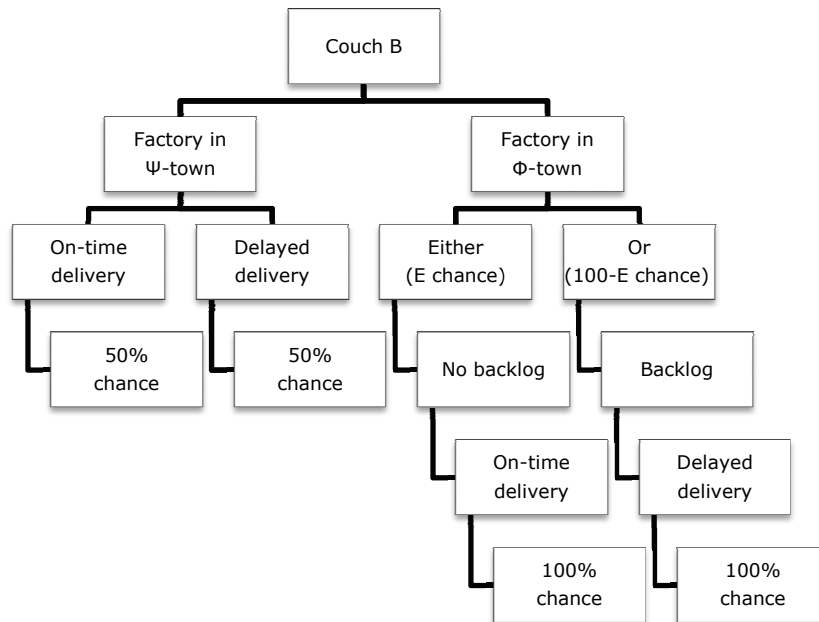 Couch B
Factory in
Ψ-town
Factory in
Φ-town
On-time
delivery
Delayed
delivery
Either
(E chance)
Or
(100-E chance)
50%
chance
50%
chance
No backlog
Backlog
On-time
delivery
Delayed
delivery
100%
chance
100%
chance